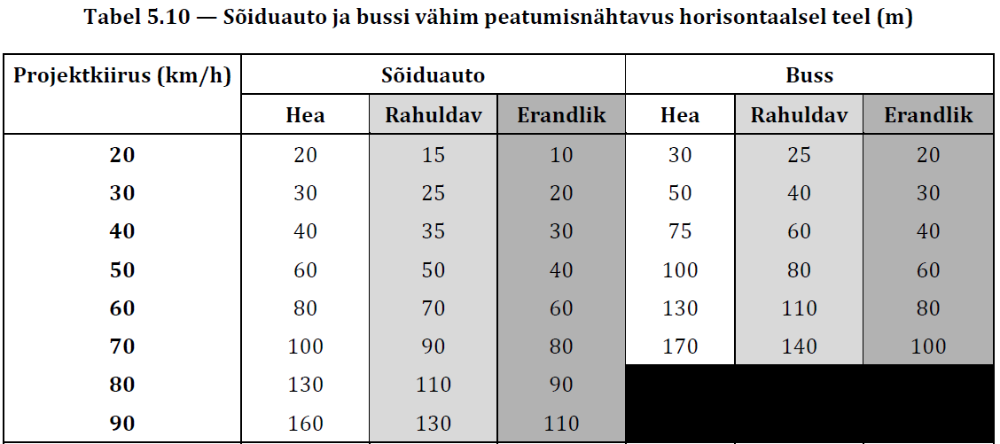 Tabel 5.10 — Sõiduauto ja bussi vähim peatumisnähtavus horisontaalsel teel (m)
Projektkiirus (km/h) Sõiduauto Buss
Hea Rahuldav Erandlik Hea Rahuldav Erandlik
20 20 15 10 30 25 20
30 30 25 20 50 40 30
40 40 35 30 75 60 40
50 60 50 40 100 80 60
60 80 70 60 130 110 80
70 100 90 80 170 140 100
80 130 110 90
90 160 130 110